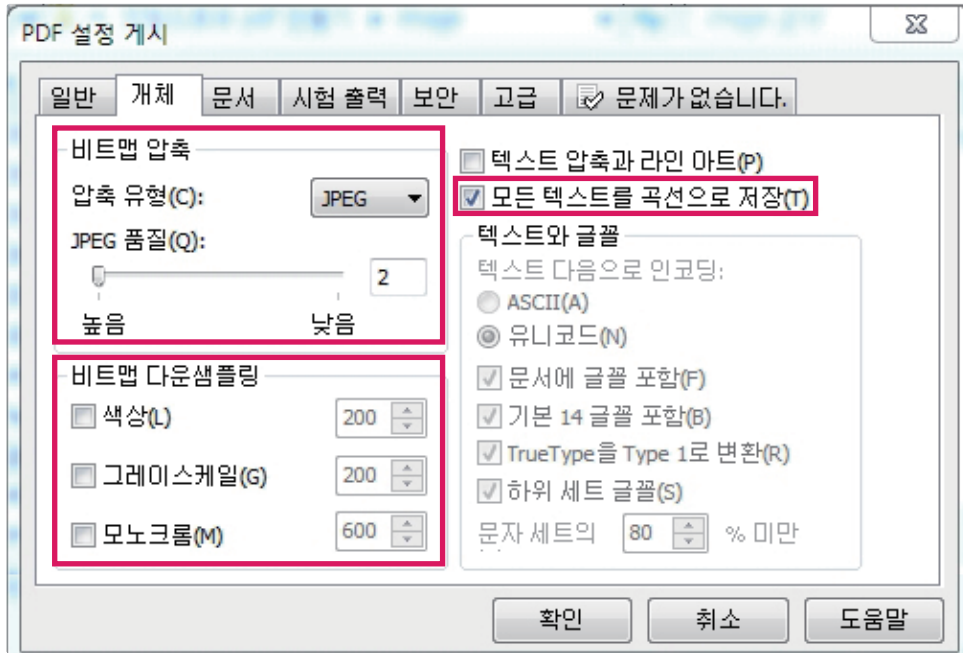 PDF 설정 게시
일반 개체 문서 시험 출력 보안 고급 문제가 없습니다.
비트맵 압축
압축 유형(C): JPEG
JPEG 품질(Q):
2
높음 낮음
비트맵 다운샘플링
색상(L) 200
그레이스케일(G) 200
모노크롬(M) 600
텍스트 압축과 라인 아트(P)
모든 텍스트를 곡선으로 저장(T)
텍스트와 글꼴
텍스트 다음으로 인코딩:
ASCII(A)
유니코드(N)
문서에 글꼴 포함(F)
기본 14 글꼴 포함(B)
TrueType을 Type 1로 변환(R)
하위 세트 글꼴(S)
문자 세트의 80 % 미만
확인 취소 도움말